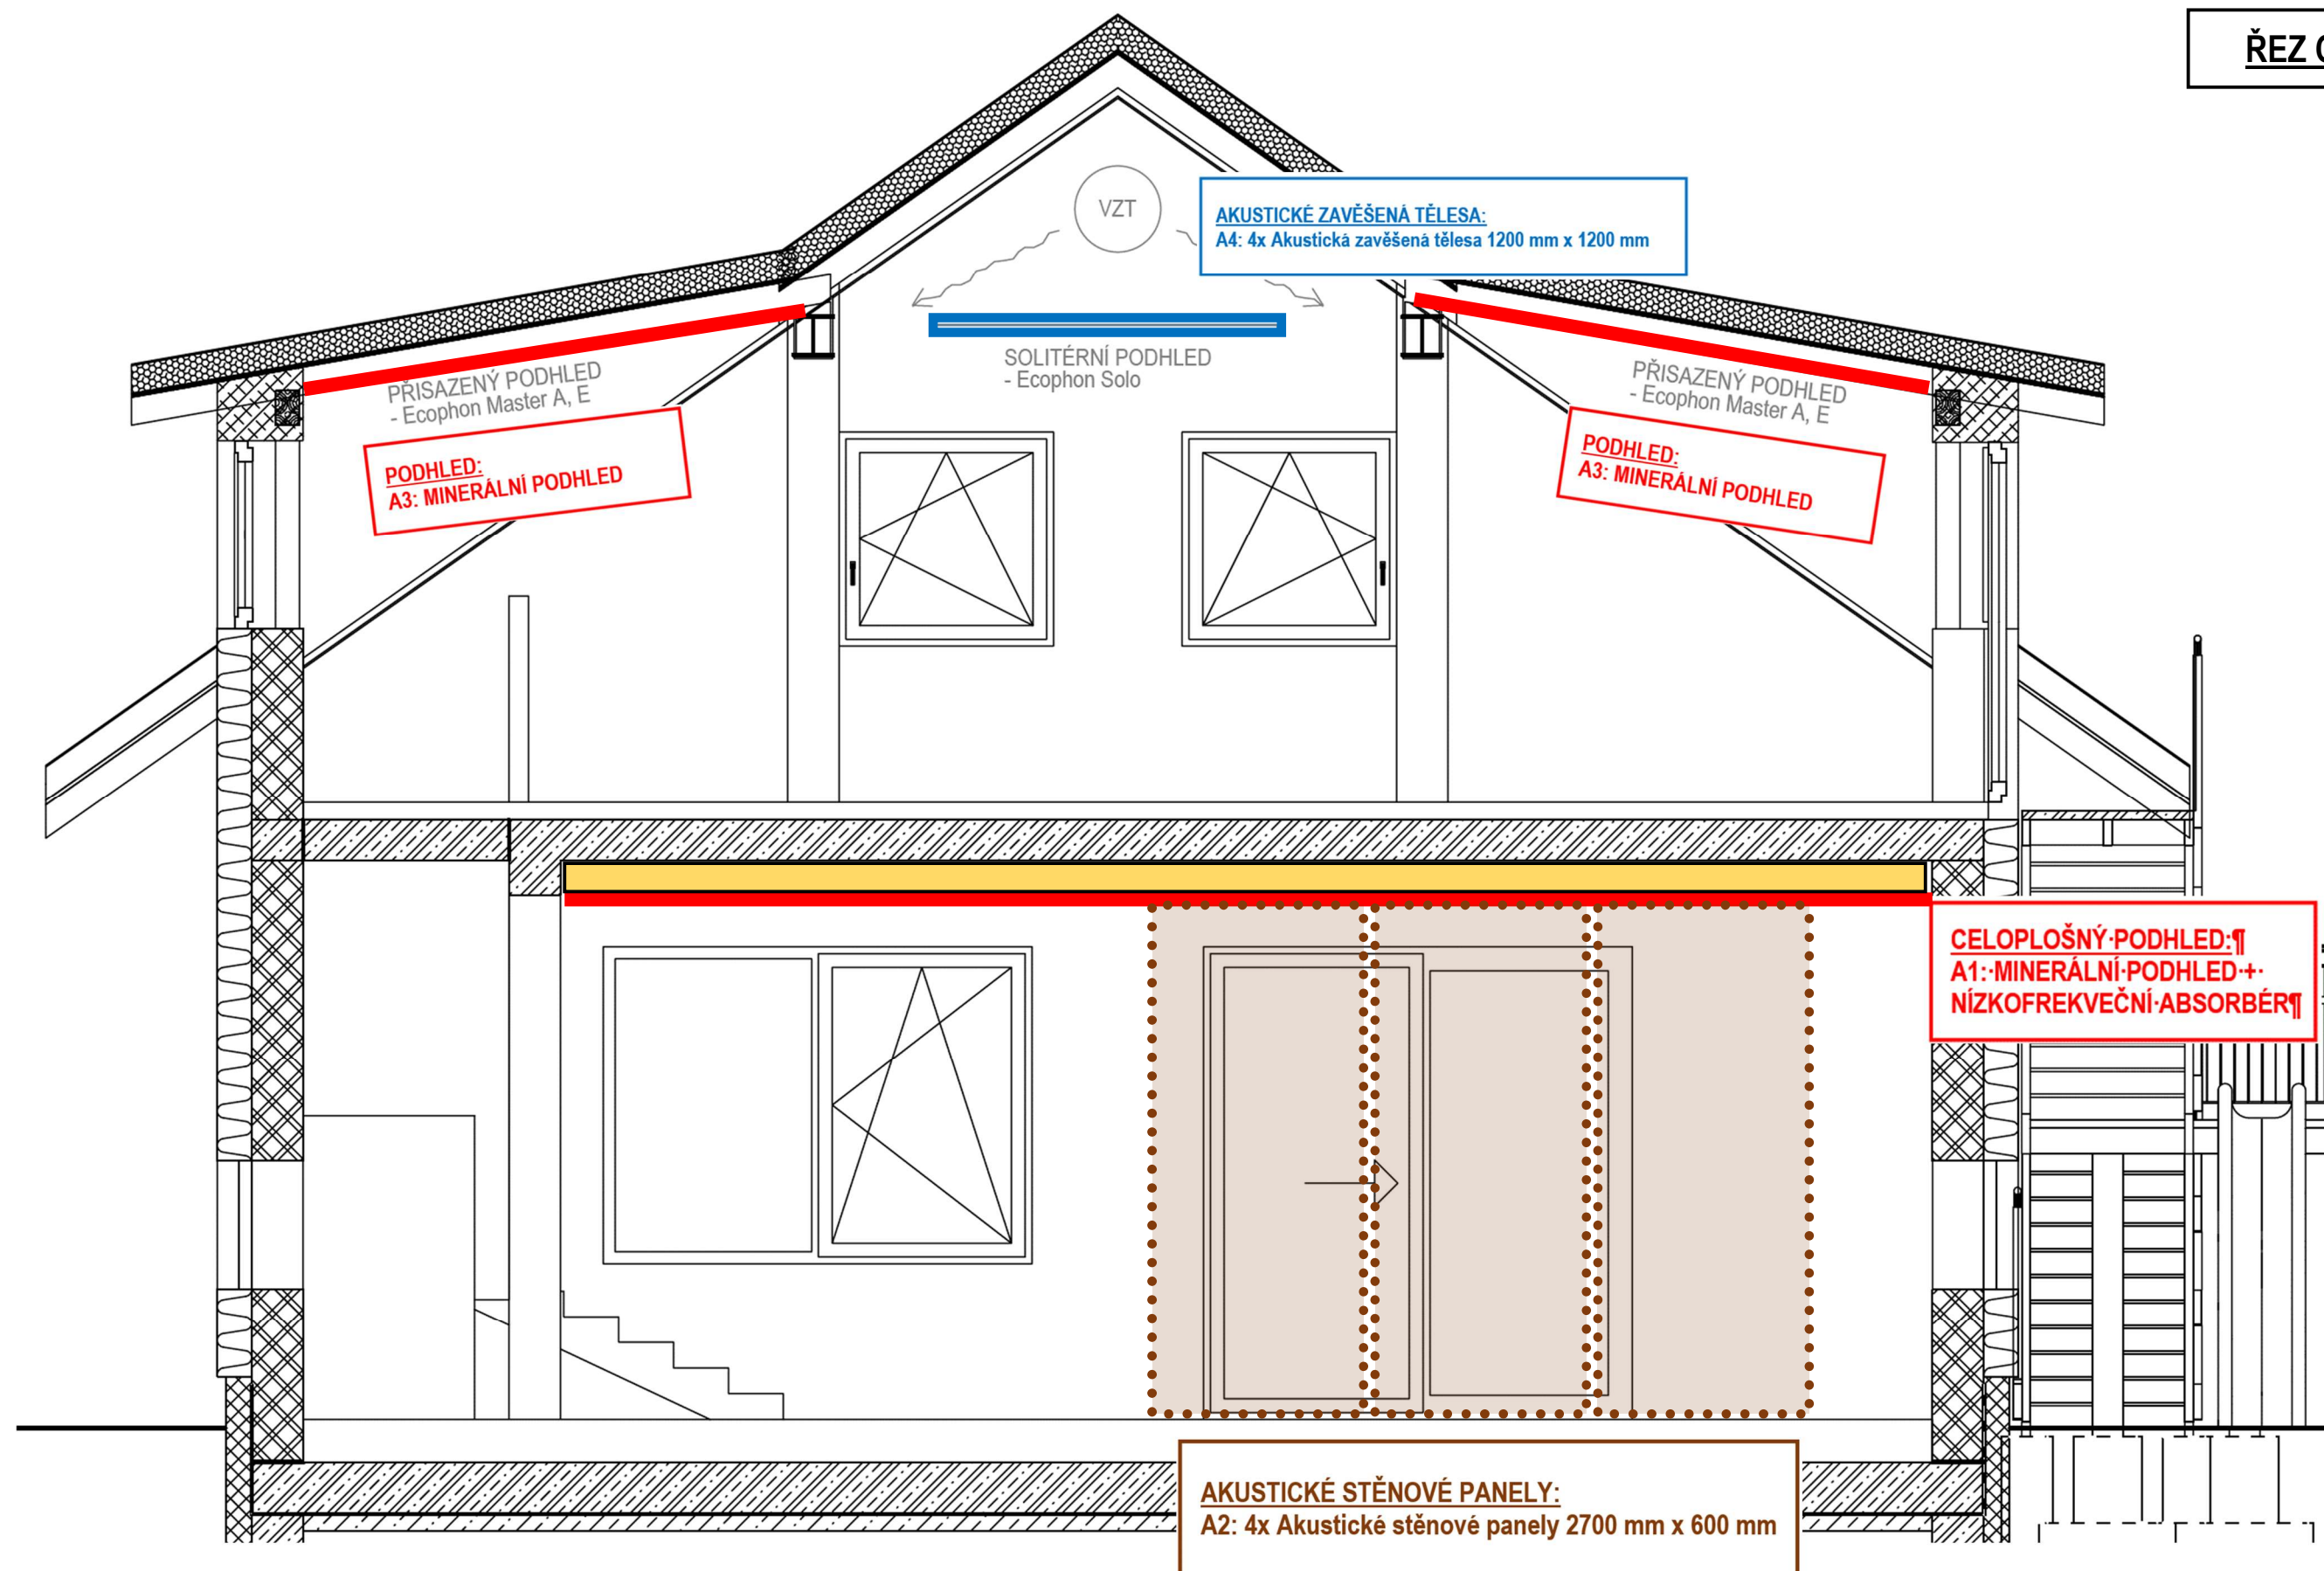 ŘEZ
VZT
AKUSTICKÉ ZAVĚŠENÁ TĚLESA:
A4: 4x Akustická zavěšená tělesa 1200 mm x 1200 mm
SOLITÉRNÍ PODHLED
- Ecophon Solo
PŘISAZENÝ PODHLED
- Ecophon Master A, E
PODHLED:
A3: MINERÁLNÍ PODHLED
PŘISAZENÝ PODHLED
- Ecophon Master A, E
PODHLED:
A3: MINERÁLNÍ PODHLED
CELOPLOŠNÝ·PODHLED:¶
A1:·MINERÁLNÍ·PODHLED·+·
NÍZKOFREKVEČNÍ·ABSORBÉR¶
AKUSTICKÉ STĚNOVÉ PANELY:
A2: 4x Akustické stěnové panely 2700 mm x 600 mm